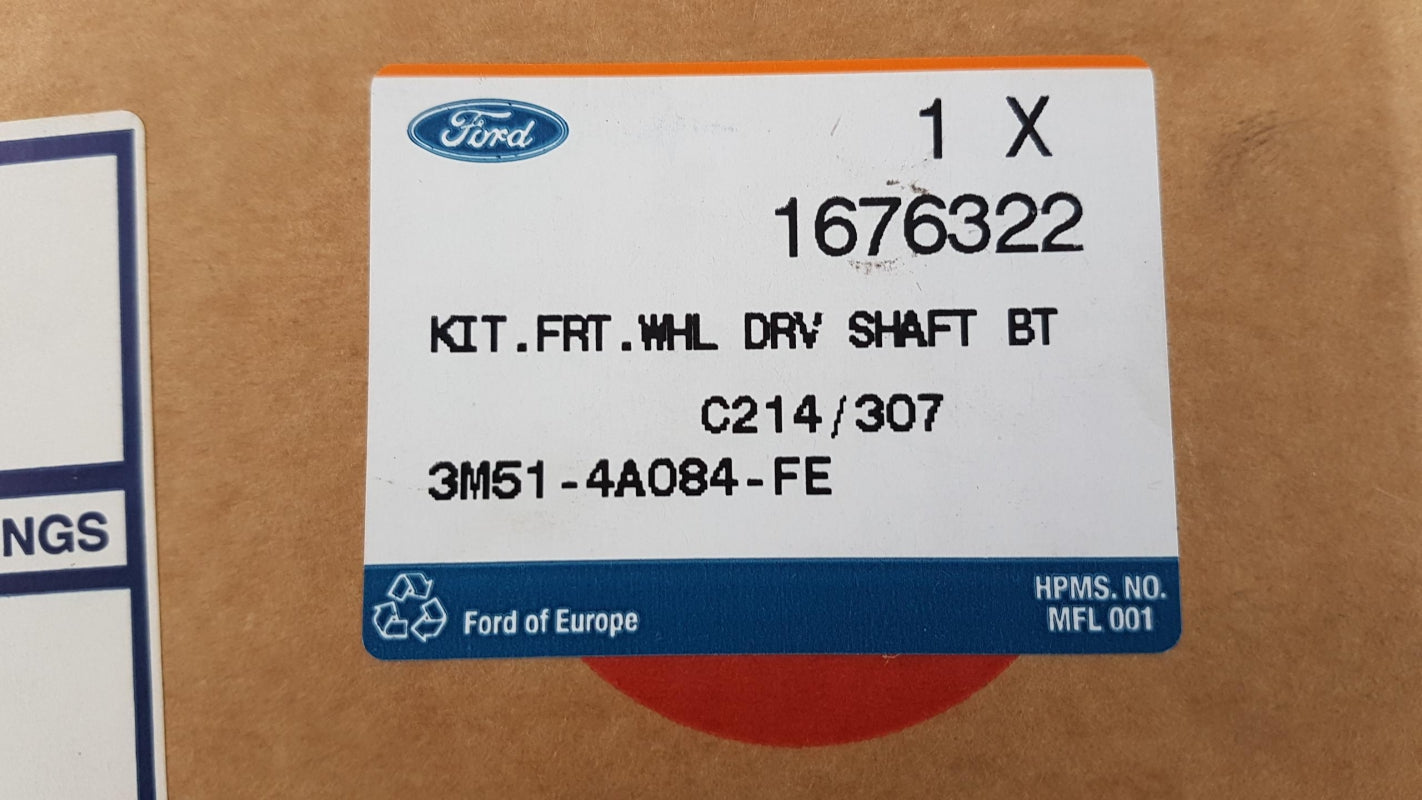 Ford
1 X
1676322
KIT.FRT.WHL DRV SHAFT BT
C214/307
3M51-4A084-FE
NGS
Ford of Europe
HPMS. NO.
MFL 001